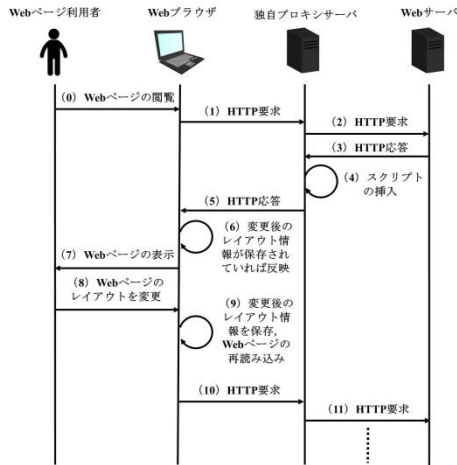 Webページ利用者
Webブラウザ
独自プロキシサーバ
Webサーバ
(0) Webページの閲覧
(1) HTTP要求
(2) HTTP要求
(3) HTTP応答
(4) スクリプト
の挿入
(5) HTTP応答
(6) 変更後の
レイアウト情
報が保存され
ていれば反映
(7) Webページの表示
(8) Webページの
レイアウトを変更
(9) 変更後の
レイアウト情
報を保存,
Webページの
再読み込み
(10) HTTP要求
(11) HTTP要求